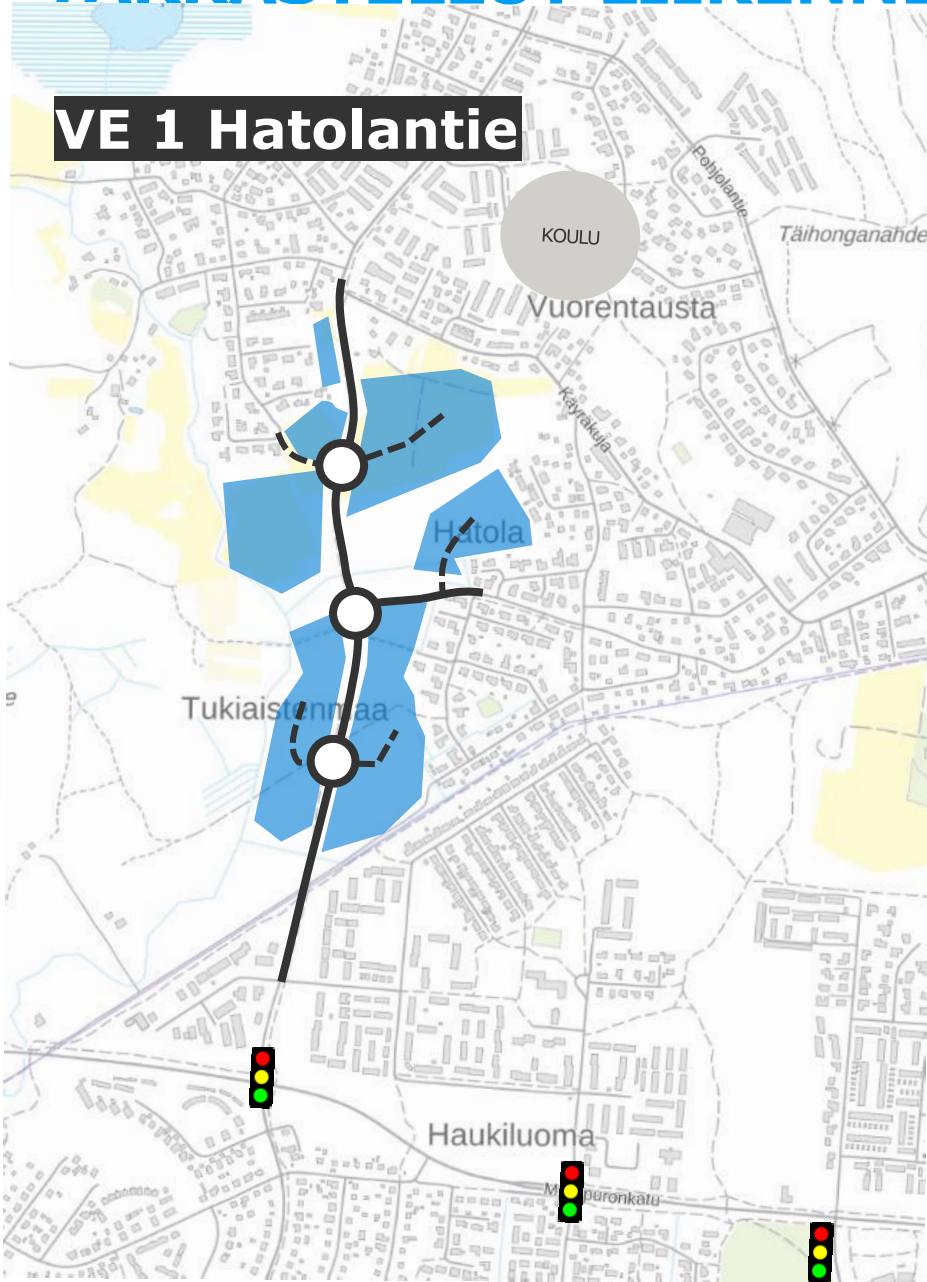 VE 1 Hatolantie
Pohjolantie
KOULU
Täihonganahde
Vuorentausta
Käyräkuja
Hatola
Tukiaistenmaa
Haukiluoma